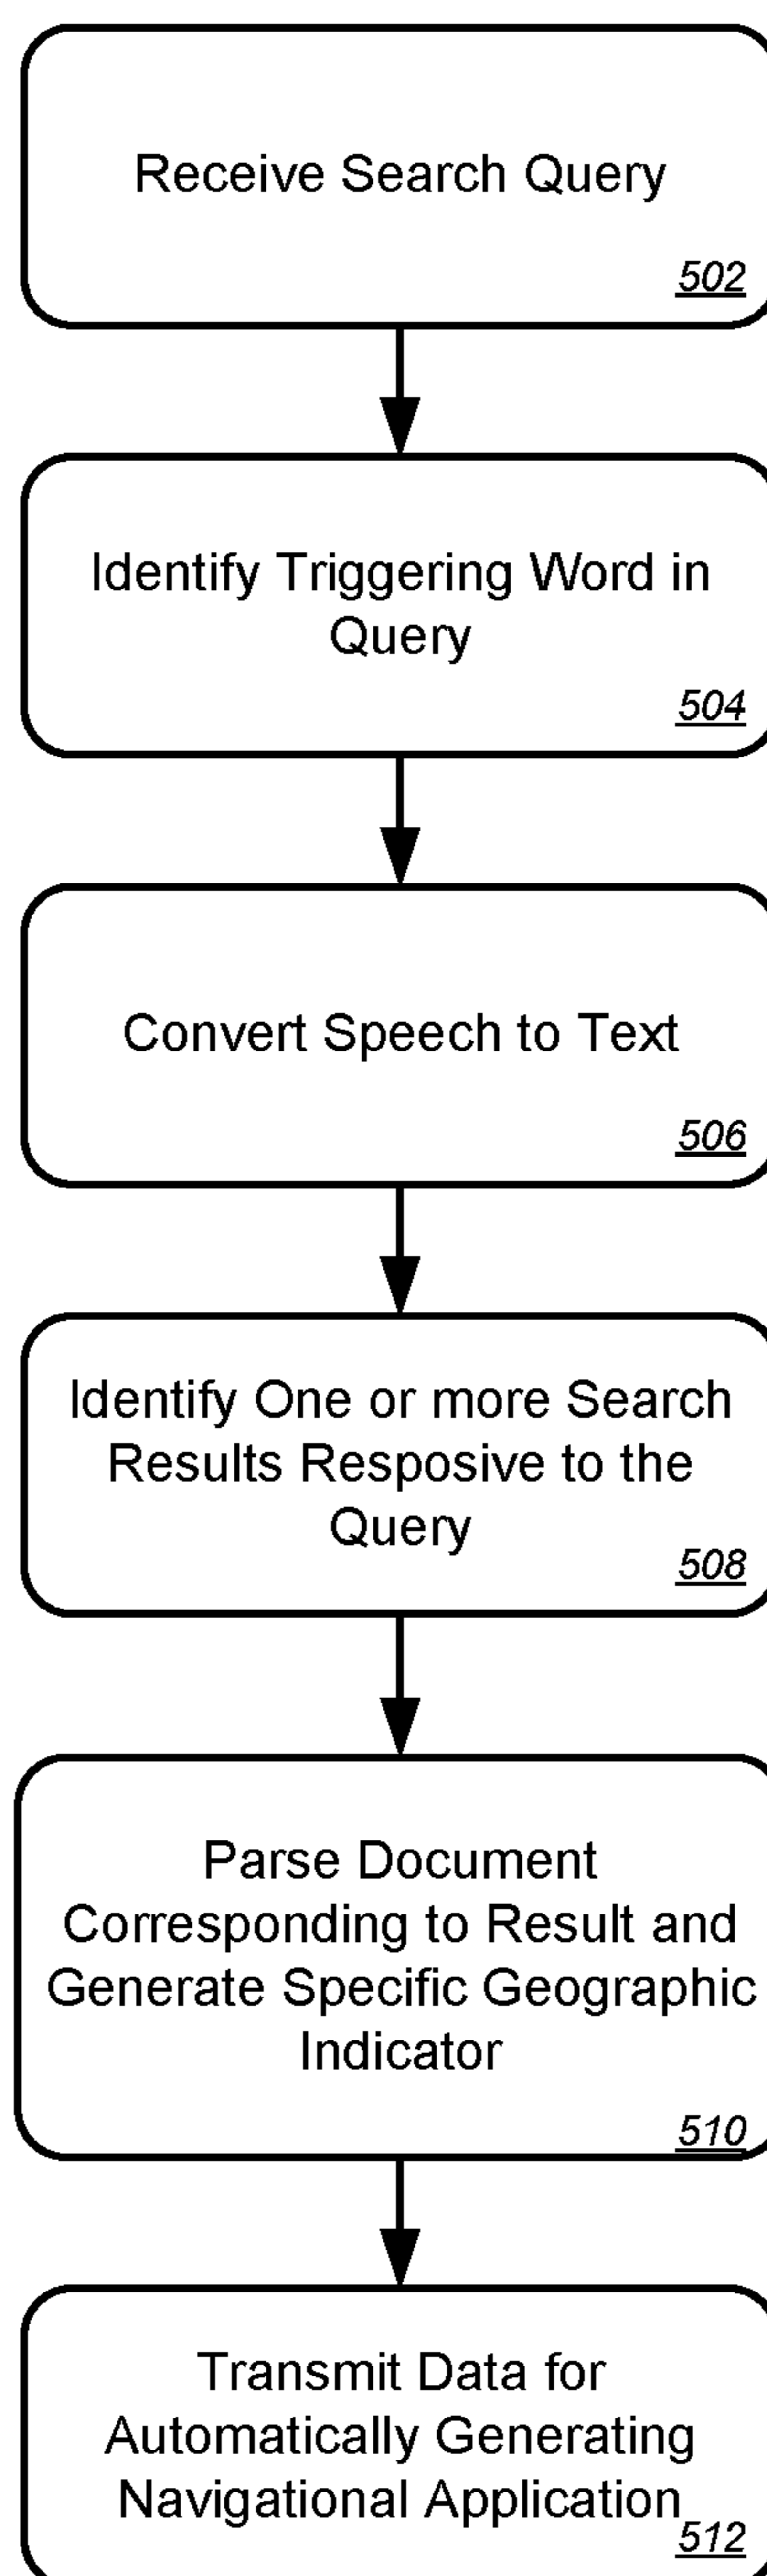 Receive Search Query
502
Identify Triggering Word in
Query
504
Convert Speech to Text
506
Identify One or more Search
Results Resposive to the
Query
508
Parse Document
Corresponding to Result and
Generate Specific Geographic
Indicator
510
Transmit Data for
Automatically Generating
Navigational Application
512